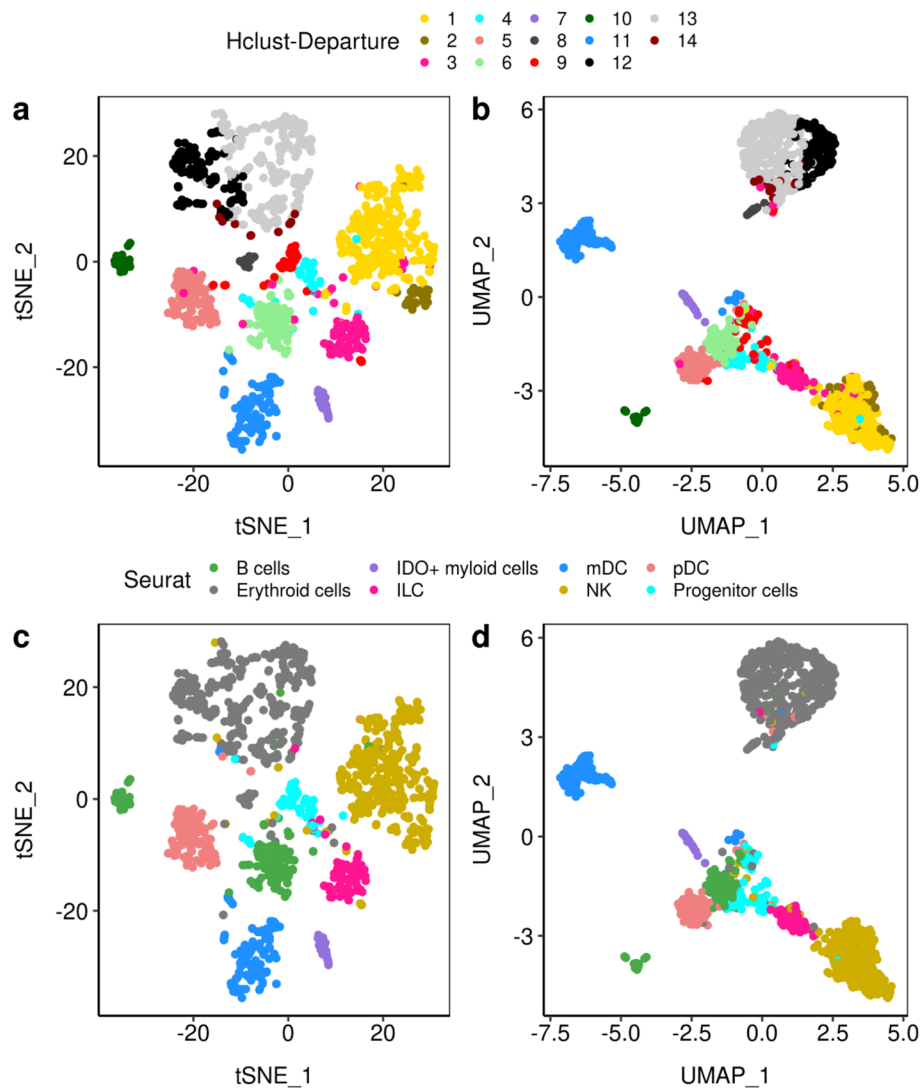 Hclust-Departure
1 4 7 10 13
2 5 8 11 14
3 6 9 12
a
b
20
0
-20
tSNE_2
-20 0 20
tSNE_1
6
3
0
-3
UMAP_2
-7.5 -5.0 -2.5 0.0 2.5 5.0
UMAP_1
Seurat
B cells IDO+ myloid cells mDC pDC
Erythroid cells ILC NK Progenitor cells
c
d
20
0
-20
tSNE_2
-20 0 20
tSNE_1
6
3
0
-3
UMAP_2
-7.5 -5.0 -2.5 0.0 2.5 5.0
UMAP_1